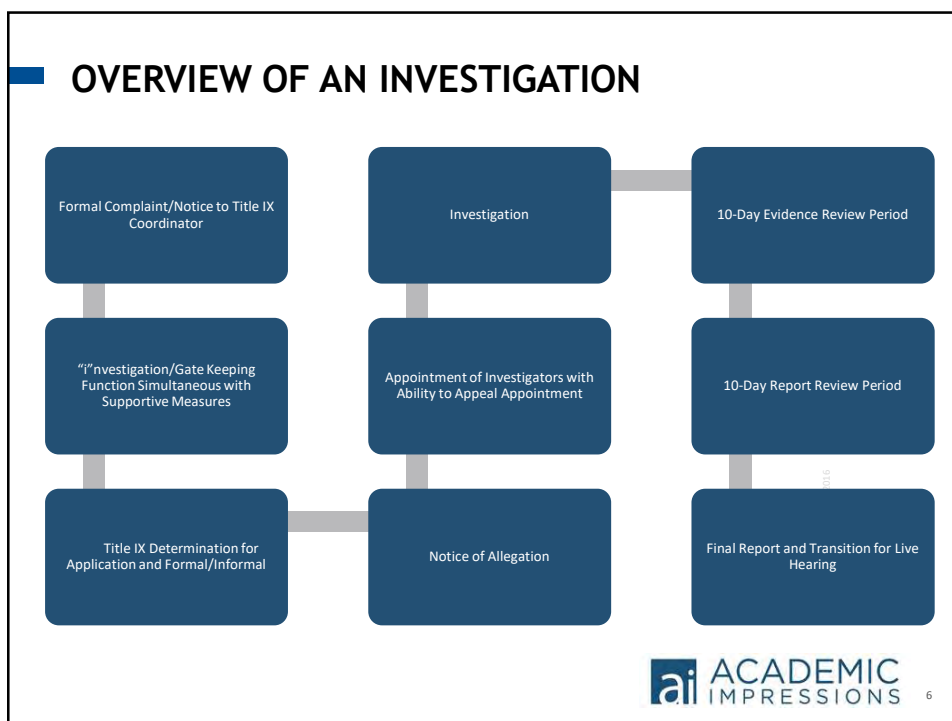 OVERVIEW OF AN INVESTIGATION
Formal Complaint/Notice to Title IX
Coordinator
"i"nvestigation/Gate Keeping
Function Simultaneous with
Supportive Measures
Title IX Determination for
Application and Formal/Informal
Notice of Allegation
Appointment of Investigators with
Ability to Appeal Appointment
Investigation
10-Day Evidence Review Period
10-Day Report Review Period
2016
Final Report and Transition for Live
Hearing
ai ACADEMIC
IMPRESSIONS
6